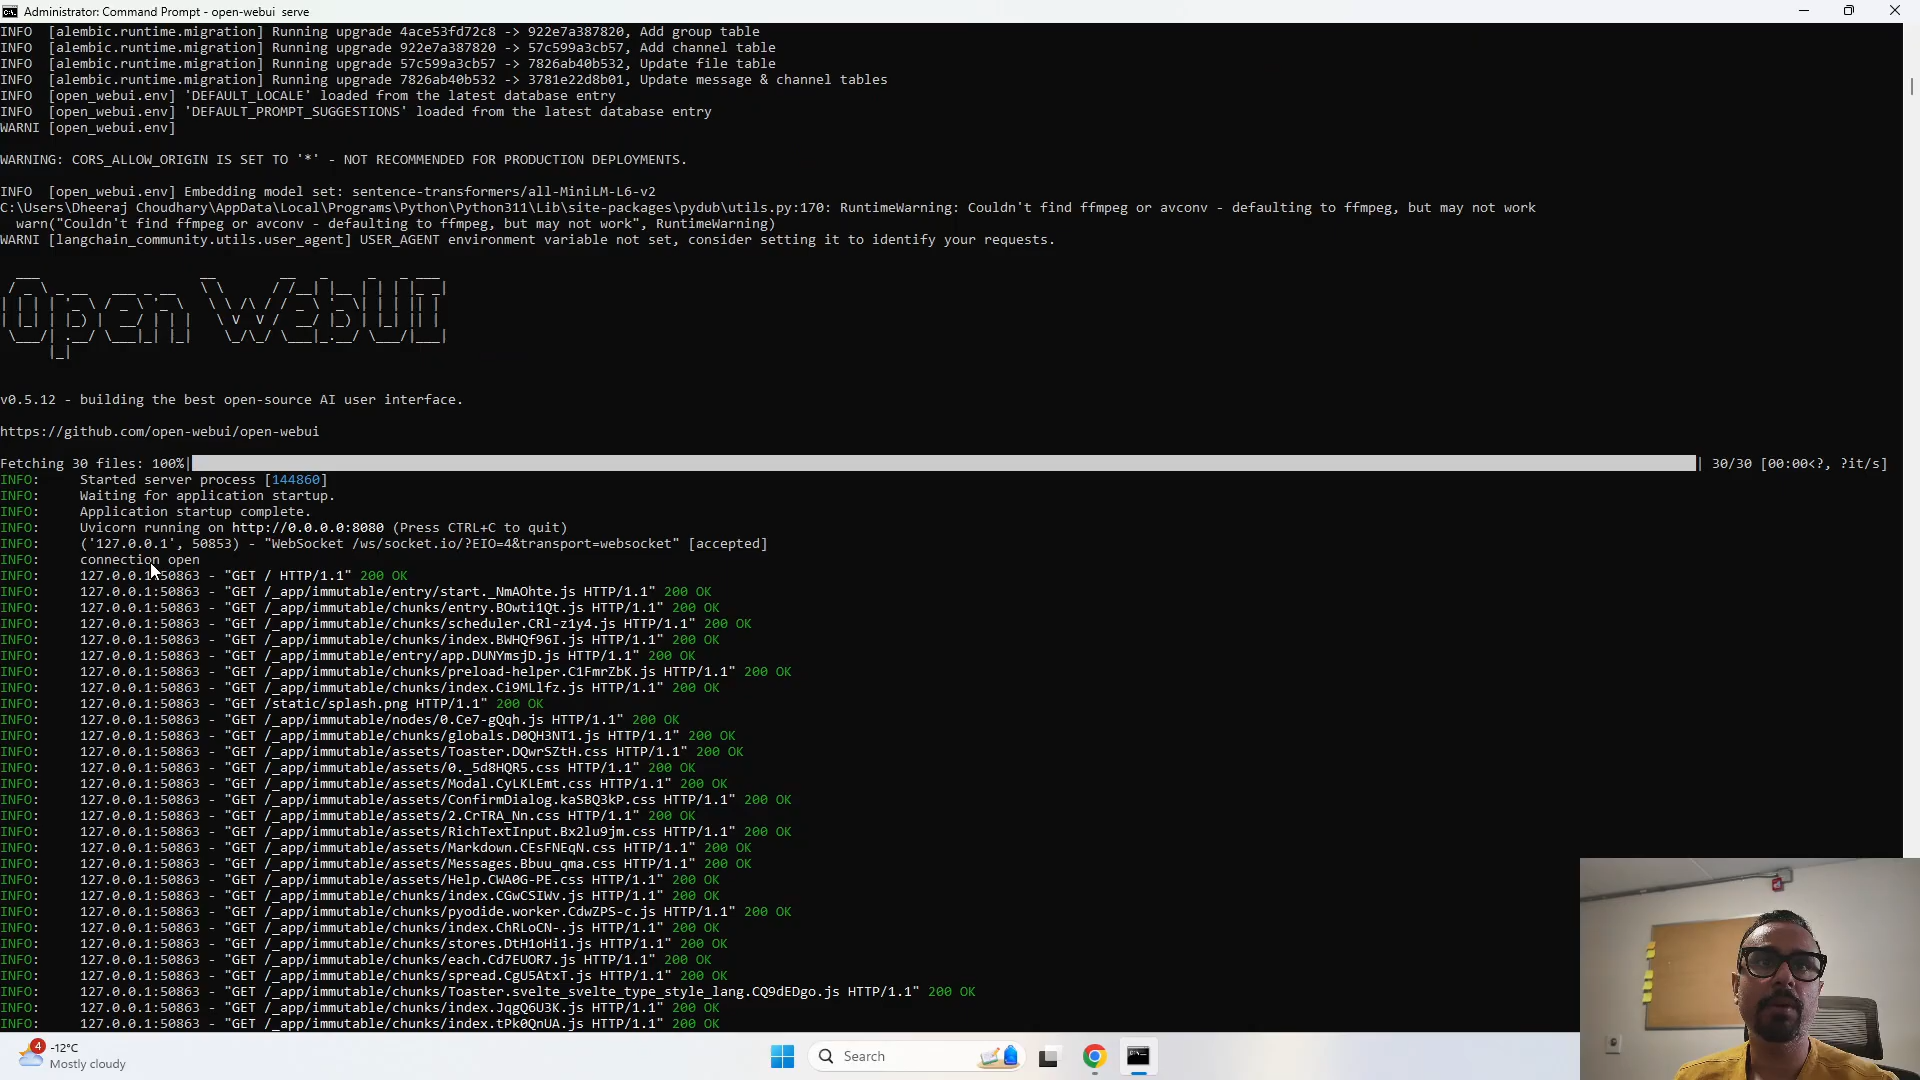 Administrator: Command Prompt - open-webui  serve
INFO  [alembic.runtime.migration] Running upgrade 4ace53fd72c8 -> 922e7a387820, Add group table
INFO  [alembic.runtime.migration] Running upgrade 922e7a387820 -> 57c599a3cb57, Add channel table
INFO  [alembic.runtime.migration] Running upgrade 57c599a3cb57 -> 7826ab40b532, Update file table
INFO  [alembic.runtime.migration] Running upgrade 7826ab40b532 -> 3781e22d8b01, Update message & channel tables
INFO  [open_webui.env] 'DEFAULT_LOCALE' loaded from the latest database entry
INFO  [open_webui.env] 'DEFAULT_PROMPT_SUGGESTIONS' loaded from the latest database entry
WARNI [open_webui.env]
WARNING: CORS_ALLOW_ORIGIN IS SET TO '*' - NOT RECOMMENDED FOR PRODUCTION DEPLOYMENTS.
INFO  [open_webui.env] Embedding model set: sentence-transformers/all-MiniLM-L6-v2
C:\Users\Dheeraj Choudhary\AppData\Local\Programs\Python\Python311\Lib\site-packages\pydub\utils.py:170: RuntimeWarning: Couldn't find ffmpeg or avconv - defaulting to ffmpeg, but may not work
  warn("Couldn't find ffmpeg or avconv - defaulting to ffmpeg, but may not work", RuntimeWarning)
WARNI [langchain_community.utils.user_agent] USER_AGENT environment variable not set, consider setting it to identify your requests.
Open WebUI
v0.5.12 - building the best open-source AI user interface.
https://github.com/open-webui/open-webui
Fetching 30 files: 100%| | 30/30 [00:00<?, ?it/s]
INFO:     Started server process [144860]
INFO:     Waiting for application startup.
INFO:     Application startup complete.
INFO:     Uvicorn running on http://0.0.0.0:8080 (Press CTRL+C to quit)
INFO:     ('127.0.0.1', 50853) - "WebSocket /ws/socket.io/?EIO=4&transport=websocket" [accepted]
INFO:     connection open
INFO:     127.0.0.1:50863 - "GET / HTTP/1.1" 200 OK
INFO:     127.0.0.1:50863 - "GET /_app/immutable/entry/start._NmAOhte.js HTTP/1.1" 200 OK
INFO:     127.0.0.1:50863 - "GET /_app/immutable/chunks/entry.BOwti1Qt.js HTTP/1.1" 200 OK
INFO:     127.0.0.1:50863 - "GET /_app/immutable/chunks/scheduler.CRl-z1y4.js HTTP/1.1" 200 OK
INFO:     127.0.0.1:50863 - "GET /_app/immutable/chunks/index.BWHQf96I.js HTTP/1.1" 200 OK
INFO:     127.0.0.1:50863 - "GET /_app/immutable/entry/app.DUNYmsjD.js HTTP/1.1" 200 OK
INFO:     127.0.0.1:50863 - "GET /_app/immutable/chunks/preload-helper.C1FmrZbK.js HTTP/1.1" 200 OK
INFO:     127.0.0.1:50863 - "GET /_app/immutable/chunks/index.Ci9MLlfz.js HTTP/1.1" 200 OK
INFO:     127.0.0.1:50863 - "GET /static/splash.png HTTP/1.1" 200 OK
INFO:     127.0.0.1:50863 - "GET /_app/immutable/nodes/0.Ce7-gQqh.js HTTP/1.1" 200 OK
INFO:     127.0.0.1:50863 - "GET /_app/immutable/chunks/globals.D0QH3NT1.js HTTP/1.1" 200 OK
INFO:     127.0.0.1:50863 - "GET /_app/immutable/assets/Toaster.DQwrSZtH.css HTTP/1.1" 200 OK
INFO:     127.0.0.1:50863 - "GET /_app/immutable/assets/0._5d8HQR5.css HTTP/1.1" 200 OK
INFO:     127.0.0.1:50863 - "GET /_app/immutable/assets/Modal.CyLKLEmt.css HTTP/1.1" 200 OK
INFO:     127.0.0.1:50863 - "GET /_app/immutable/assets/ConfirmDialog.kaSBQ3kP.css HTTP/1.1" 200 OK
INFO:     127.0.0.1:50863 - "GET /_app/immutable/assets/2.CrTRA_Nn.css HTTP/1.1" 200 OK
INFO:     127.0.0.1:50863 - "GET /_app/immutable/assets/RichTextInput.Bx2lu9jm.css HTTP/1.1" 200 OK
INFO:     127.0.0.1:50863 - "GET /_app/immutable/assets/Markdown.CEsFNEqN.css HTTP/1.1" 200 OK
INFO:     127.0.0.1:50863 - "GET /_app/immutable/assets/Messages.Bbuu_qma.css HTTP/1.1" 200 OK
INFO:     127.0.0.1:50863 - "GET /_app/immutable/assets/Help.CWA0G-PE.css HTTP/1.1" 200 OK
INFO:     127.0.0.1:50863 - "GET /_app/immutable/chunks/index.CGwCSIWv.js HTTP/1.1" 200 OK
INFO:     127.0.0.1:50863 - "GET /_app/immutable/chunks/pyodide.worker.CdwZPS-c.js HTTP/1.1" 200 OK
INFO:     127.0.0.1:50863 - "GET /_app/immutable/chunks/index.ChRLoCN-.js HTTP/1.1" 200 OK
INFO:     127.0.0.1:50863 - "GET /_app/immutable/chunks/stores.DtH1oHi1.js HTTP/1.1" 200 OK
INFO:     127.0.0.1:50863 - "GET /_app/immutable/chunks/each.Cd7EUOR7.js HTTP/1.1" 200 OK
INFO:     127.0.0.1:50863 - "GET /_app/immutable/chunks/spread.CgU5AtxT.js HTTP/1.1" 200 OK
INFO:     127.0.0.1:50863 - "GET /_app/immutable/chunks/Toaster.svelte_svelte_type_style_lang.CQ9dEDgo.js HTTP/1.1" 200 OK
INFO:     127.0.0.1:50863 - "GET /_app/immutable/chunks/index.JqgQ6U3K.js HTTP/1.1" 200 OK
INFO:     127.0.0.1:50863 - "GET /_app/immutable/chunks/index.tPk0QnUA.js HTTP/1.1" 200 OK
4
-12°C
Mostly cloudy
Search